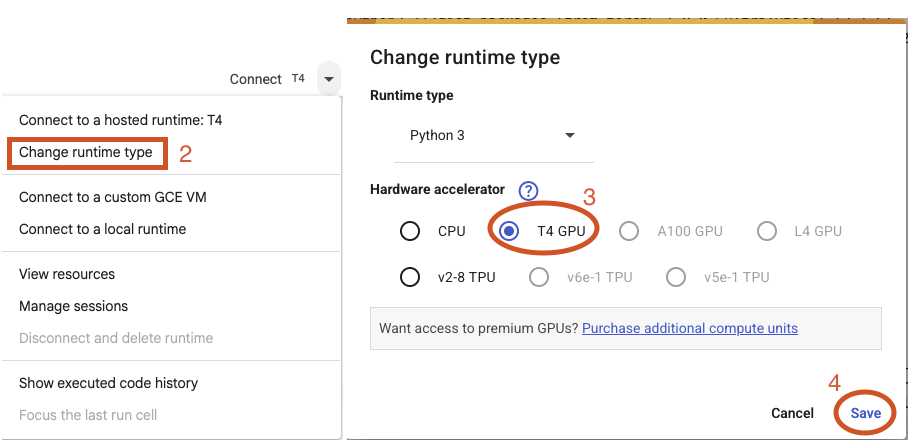 Connect T4
Connect to a hosted runtime: T4
Change runtime type 2
Connect to a custom GCE VM
Connect to a local runtime
View resources
Manage sessions
Disconnect and delete runtime
Show executed code history
Focus the last run cell
Change runtime type
Runtime type
Python 3
Hardware accelerator ?
3
CPU T4 GPU A100 GPU L4 GPU
v2-8 TPU v6e-1 TPU v5e-1 TPU
Want access to premium GPUs? Purchase additional compute units
4
Cancel Save